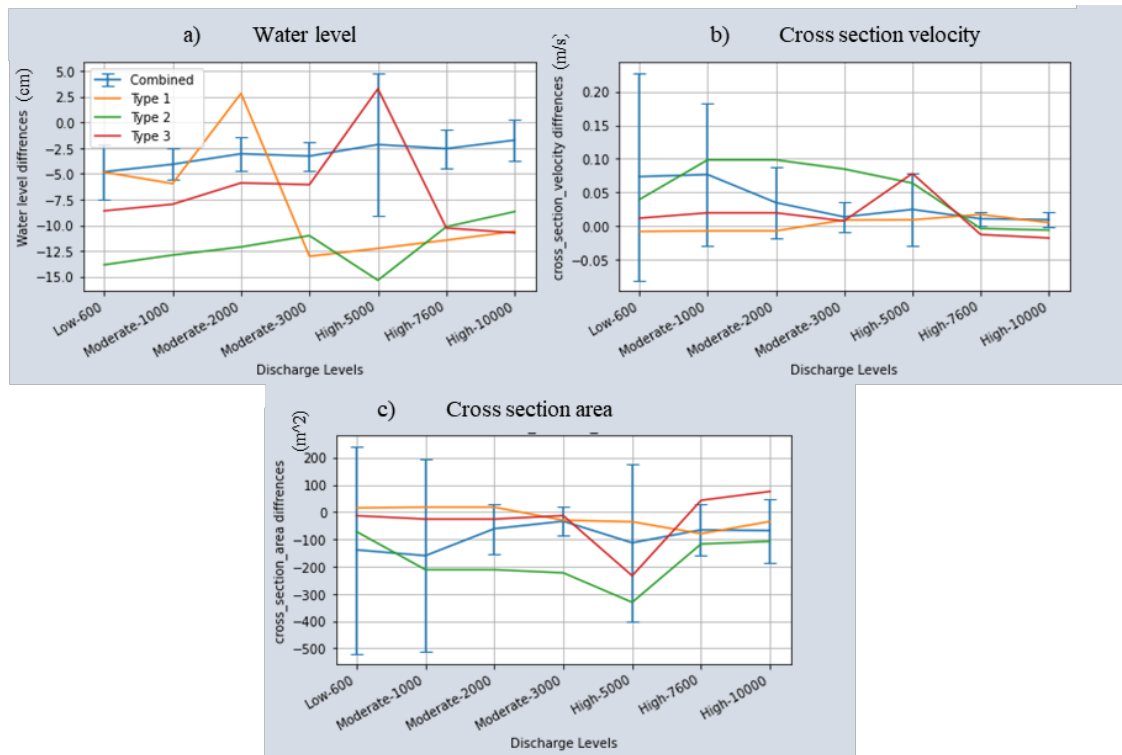 a) Water level
Water level diffrences (cm)
5.0
2.5
0.0
−2.5
−5.0
−7.5
−10.0
−12.5
−15.0
Combined
Type 1
Type 2
Type 3
Low-600
Moderate-1000
Moderate-2000
Moderate-3000
High-5000
High-7600
High-10000
Discharge Levels
b) Cross section velocity
cross_section_velocity diffrences (m/s)
0.20
0.15
0.10
0.05
0.00
−0.05
Low-600
Moderate-1000
Moderate-2000
Moderate-3000
High-5000
High-7600
High-10000
Discharge Levels
c) Cross section area
cross_section_area diffrences (m^2)
200
100
0
−100
−200
−300
−400
−500
Low-600
Moderate-1000
Moderate-2000
Moderate-3000
High-5000
High-7600
High-10000
Discharge Levels